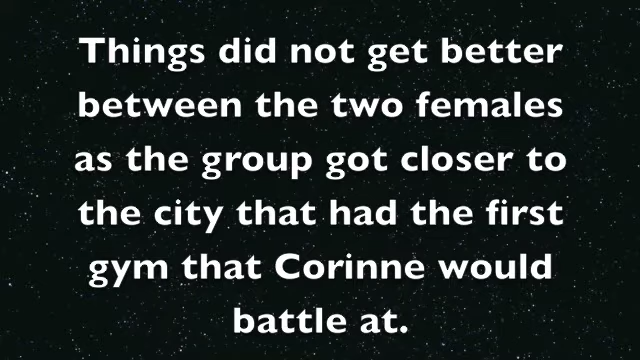 Things did not get better
between the two females
as the group got closer to
the city that had the first
gym that Corinne would
battle at.